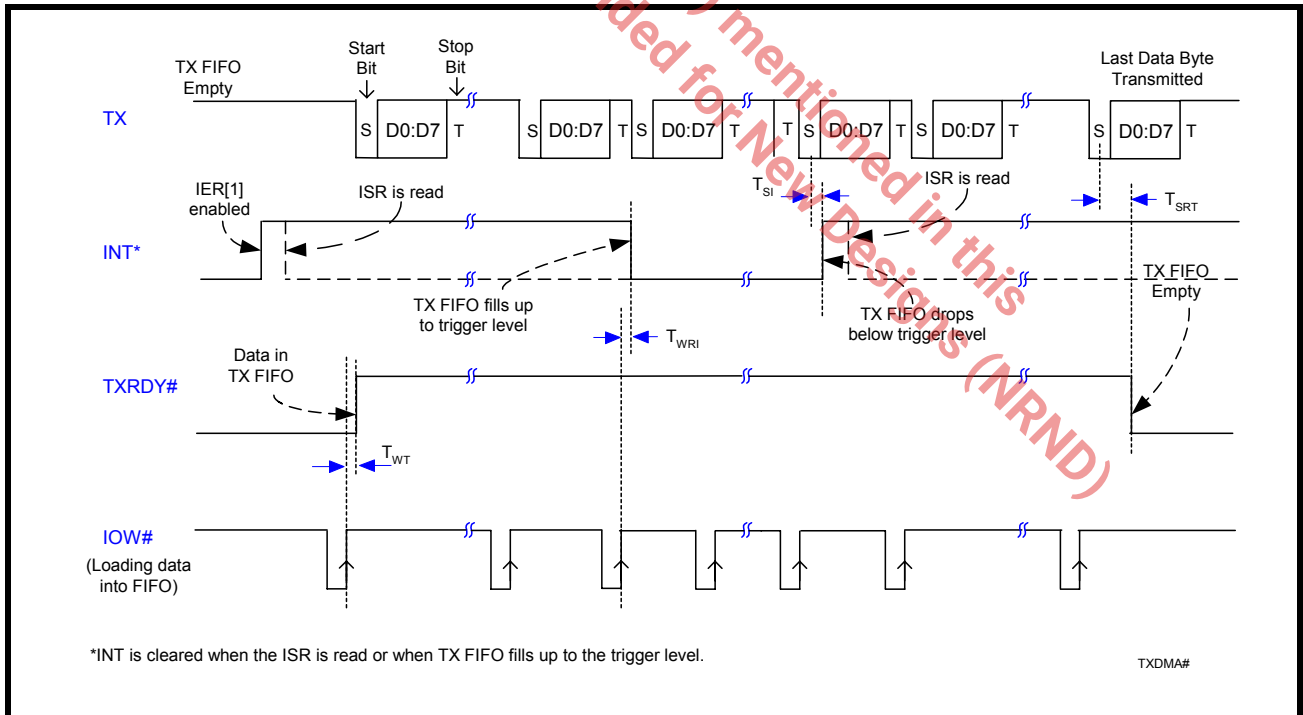 ) mentioned in this
ded for New Designs (NRND)
Start
Bit
Stop
Bit
TX FIFO
Empty
Last Data Byte
Transmitted
TX
S D0:D7 T S D0:D7 T S D0:D7 T T S D0:D7 T S D0:D7 T S D0:D7 T
IER[1]
enabled
ISR is read
TSI
ISR is read
TSRT
INT*
TX FIFO fills up
to trigger level
TX FIFO drops
below trigger level
TX FIFO
Empty
TWRI
Data in
TX FIFO
TXRDY#
TWT
IOW#
(Loading data
into FIFO)
*INT is cleared when the ISR is read or when TX FIFO fills up to the trigger level.
TXDMA#